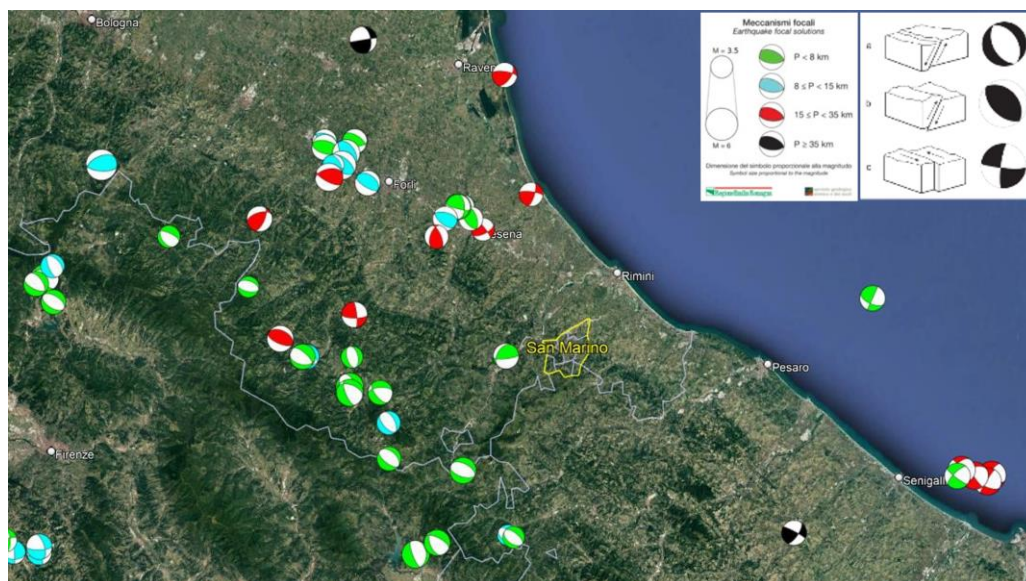 Bologna
Meccanismi focali
Earthquake focal solutions
M = 3.5
P < 8 km
8 ≤ P < 15 km
15 ≤ P < 35 km
M = 6
P ≥ 35 km
Dimensione del simbolo proporzionale alla magnitudo
Symbol size proportional to the magnitude
RegioneEmilia-Romagna
a
b
c
Raven
Forlì
esena
Rimini
San Marino
Pesaro
Firenze
Senigall